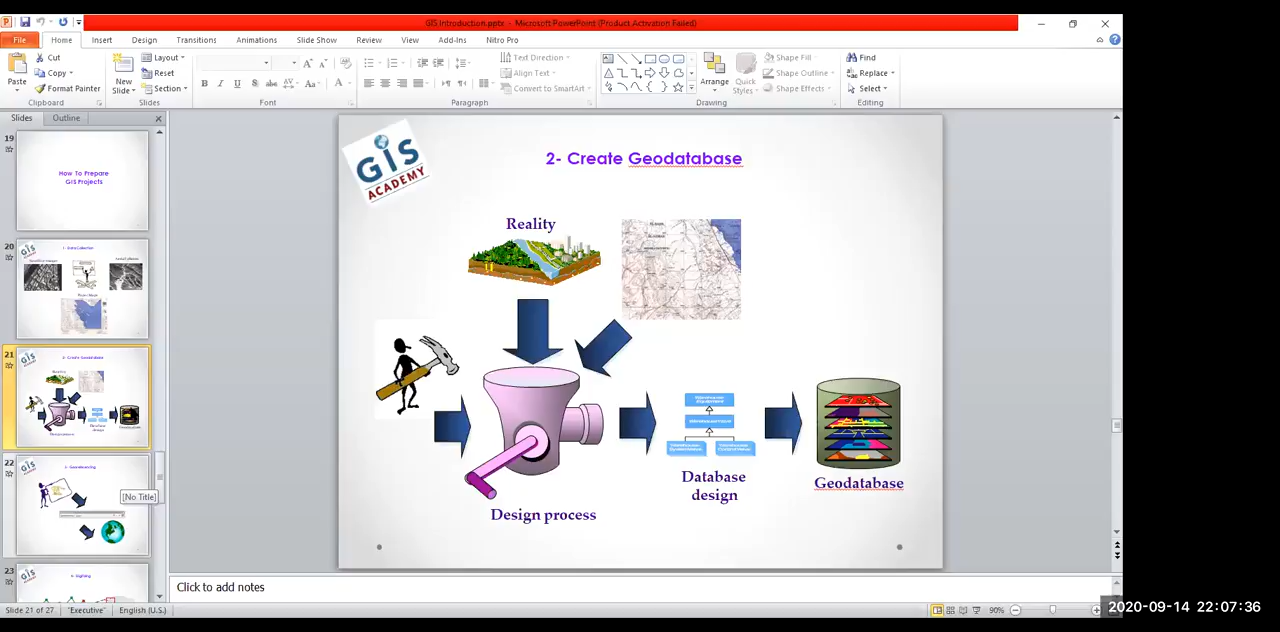 GIS Introduction.pptx - Microsoft PowerPoint (Product Activation Failed)
File Home Insert Design Transitions Animations Slide Show Review View Add-Ins Nitro Pro
Paste
Cut
Copy
Format Painter
Clipboard
New
Slide
Layout
Reset
Section
Slides
Font
Paragraph
Text Direction
Align Text
Convert to SmartArt
Arrange
Quick
Styles
Shape Fill
Shape Outline
Shape Effects
Drawing
Find
Replace
Select
Editing
Slides Outline
19
How To Prepare
GIS Projects
20
21
22
[No Title]
23
GIS
ACADEMY
2- Create Geodatabase
Reality
Design process
Database
design
Geodatabase
Click to add notes
Slide 21 of 27 "Executive" English (U.S.) 90%
2020-09-14 22:07:36